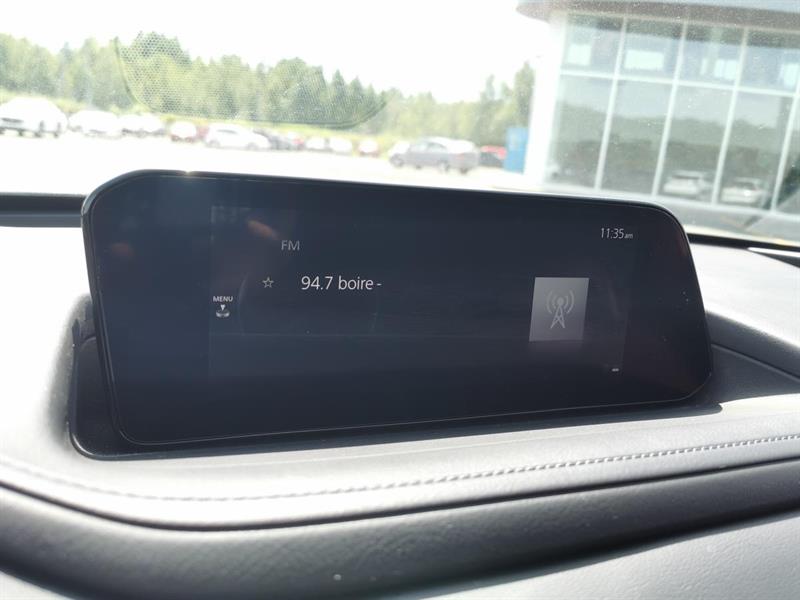 FM
11:35am
☆ 94.7 boire-
MENU